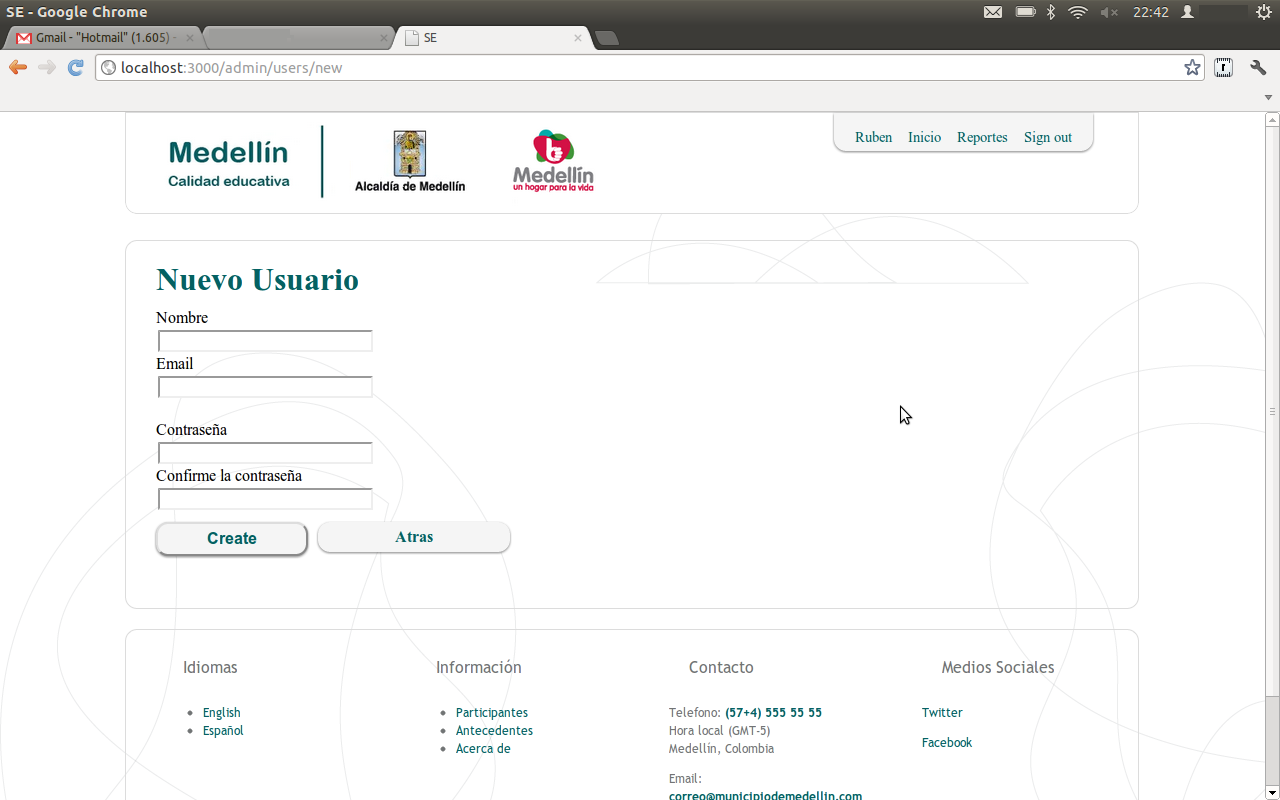 SE - Google Chrome
22:42
Gmail - "Hotmail" (1.605) -
SE
localhost:3000/admin/users/new
Medellín
Calidad educativa
Alcaldía de Medellín
Medellín
un hogar para la vida
Ruben Inicio Reportes Sign out
Nuevo Usuario
Nombre
Email
Contraseña
Confirme la contraseña
Create Atras
Idiomas
English
Español
Información
Participantes
Antecedentes
Acerca de
Contacto
Telefono: (57+4) 555 55 55
Hora local (GMT-5)
Medellín, Colombia
Email:
correo@municipiodemedellin.com
Medios Sociales
Twitter
Facebook